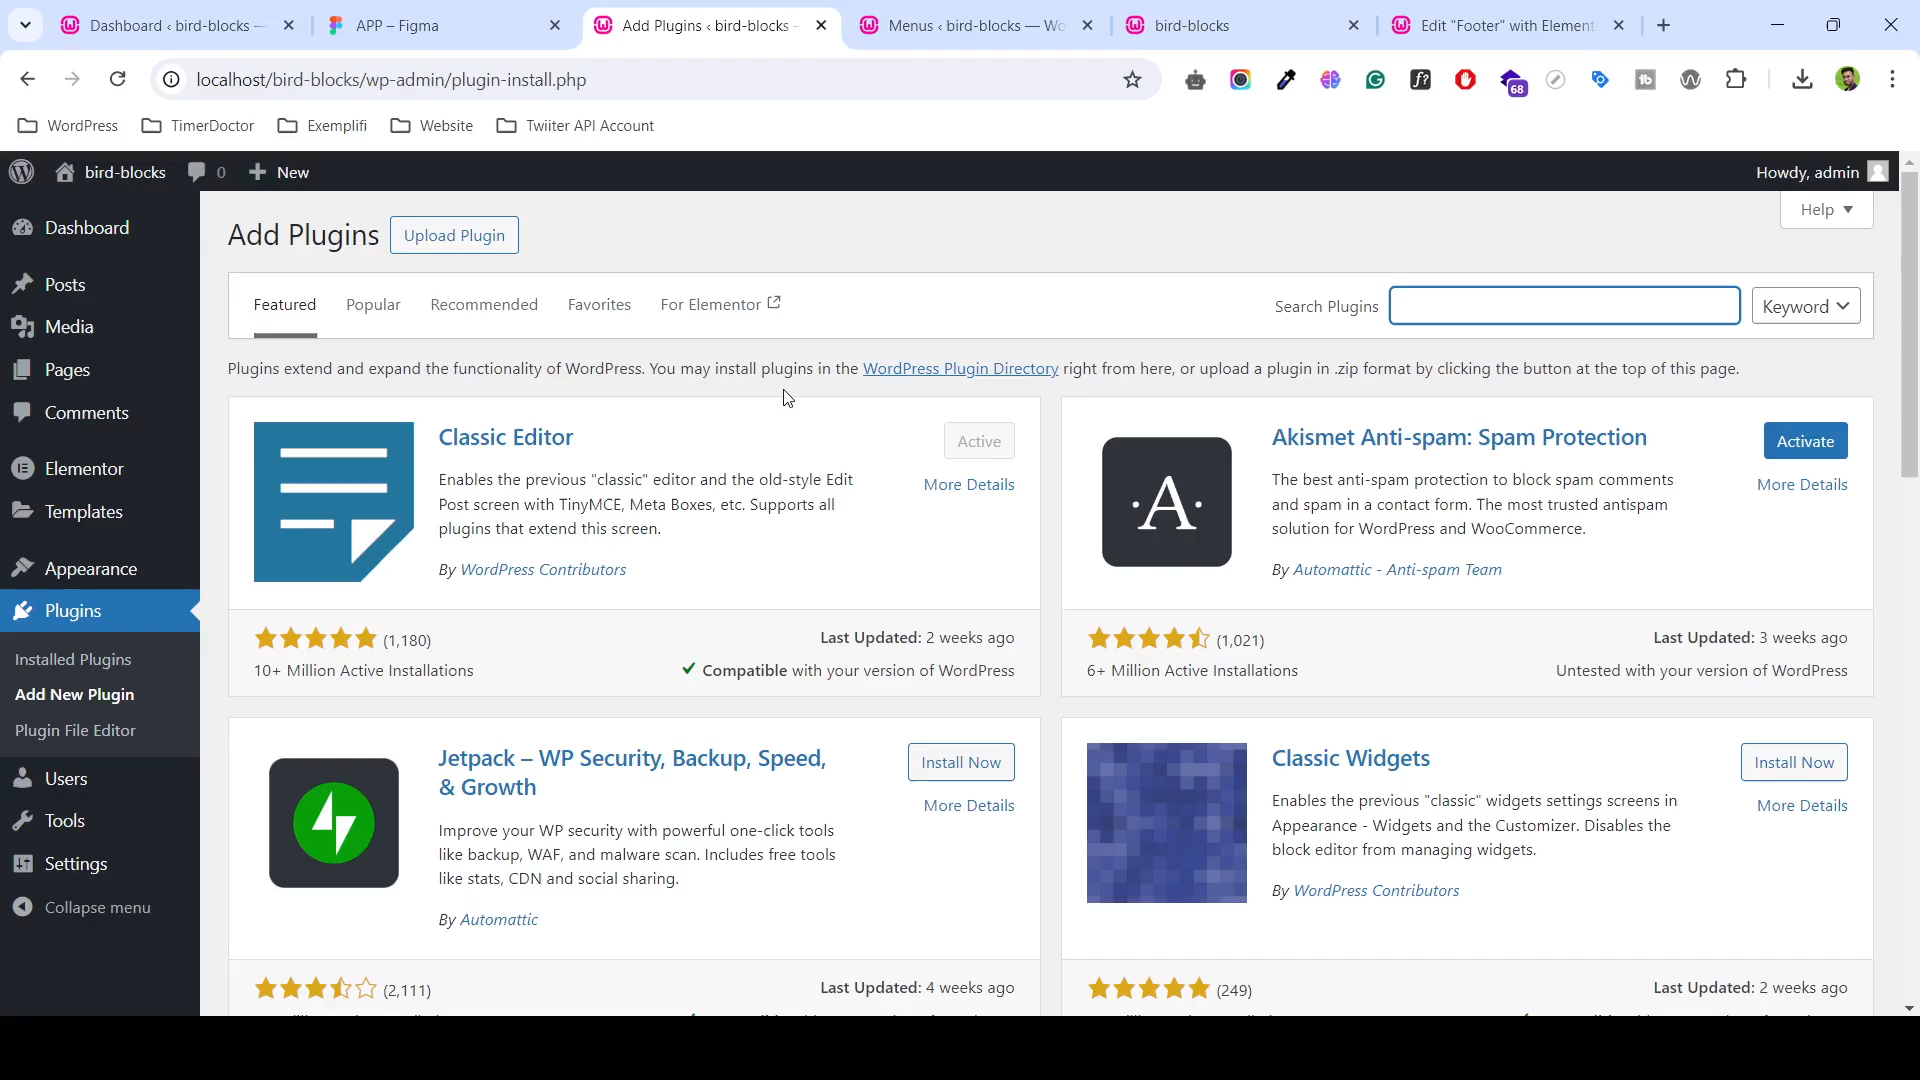 Dashboard ‹ bird-blocks —
APP – Figma
Add Plugins ‹ bird-blocks –
Menus ‹ bird-blocks — Wo
bird-blocks
Edit "Footer" with Element
localhost/bird-blocks/wp-admin/plugin-install.php
68
WordPress
TimerDoctor
Exemplifi
Website
Twiiter API Account
bird-blocks
0
New
Howdy, admin
Dashboard
Posts
Media
Pages
Comments
Elementor
Templates
Appearance
Plugins
Installed Plugins
Add New Plugin
Plugin File Editor
Users
Tools
Settings
Collapse menu
Help
Add Plugins
Upload Plugin
Featured
Popular
Recommended
Favorites
For Elementor
Search Plugins
Keyword
Plugins extend and expand the functionality of WordPress. You may install plugins in the WordPress Plugin Directory right from here, or upload a plugin in .zip format by clicking the button at the top of this page.
Classic Editor
Active
More Details
Enables the previous "classic" editor and the old-style Edit
Post screen with TinyMCE, Meta Boxes, etc. Supports all
plugins that extend this screen.
By WordPress Contributors
(1,180)
Last Updated: 2 weeks ago
10+ Million Active Installations
Compatible with your version of WordPress
·A·
Akismet Anti-spam: Spam Protection
Activate
More Details
The best anti-spam protection to block spam comments
and spam in a contact form. The most trusted antispam
solution for WordPress and WooCommerce.
By Automattic - Anti-spam Team
(1,021)
Last Updated: 3 weeks ago
6+ Million Active Installations
Untested with your version of WordPress
Jetpack – WP Security, Backup, Speed,
& Growth
Install Now
More Details
Improve your WP security with powerful one-click tools
like backup, WAF, and malware scan. Includes free tools
like stats, CDN and social sharing.
By Automattic
(2,111)
Last Updated: 4 weeks ago
Classic Widgets
Install Now
More Details
Enables the previous "classic" widgets settings screens in
Appearance - Widgets and the Customizer. Disables the
block editor from managing widgets.
By WordPress Contributors
(249)
Last Updated: 2 weeks ago